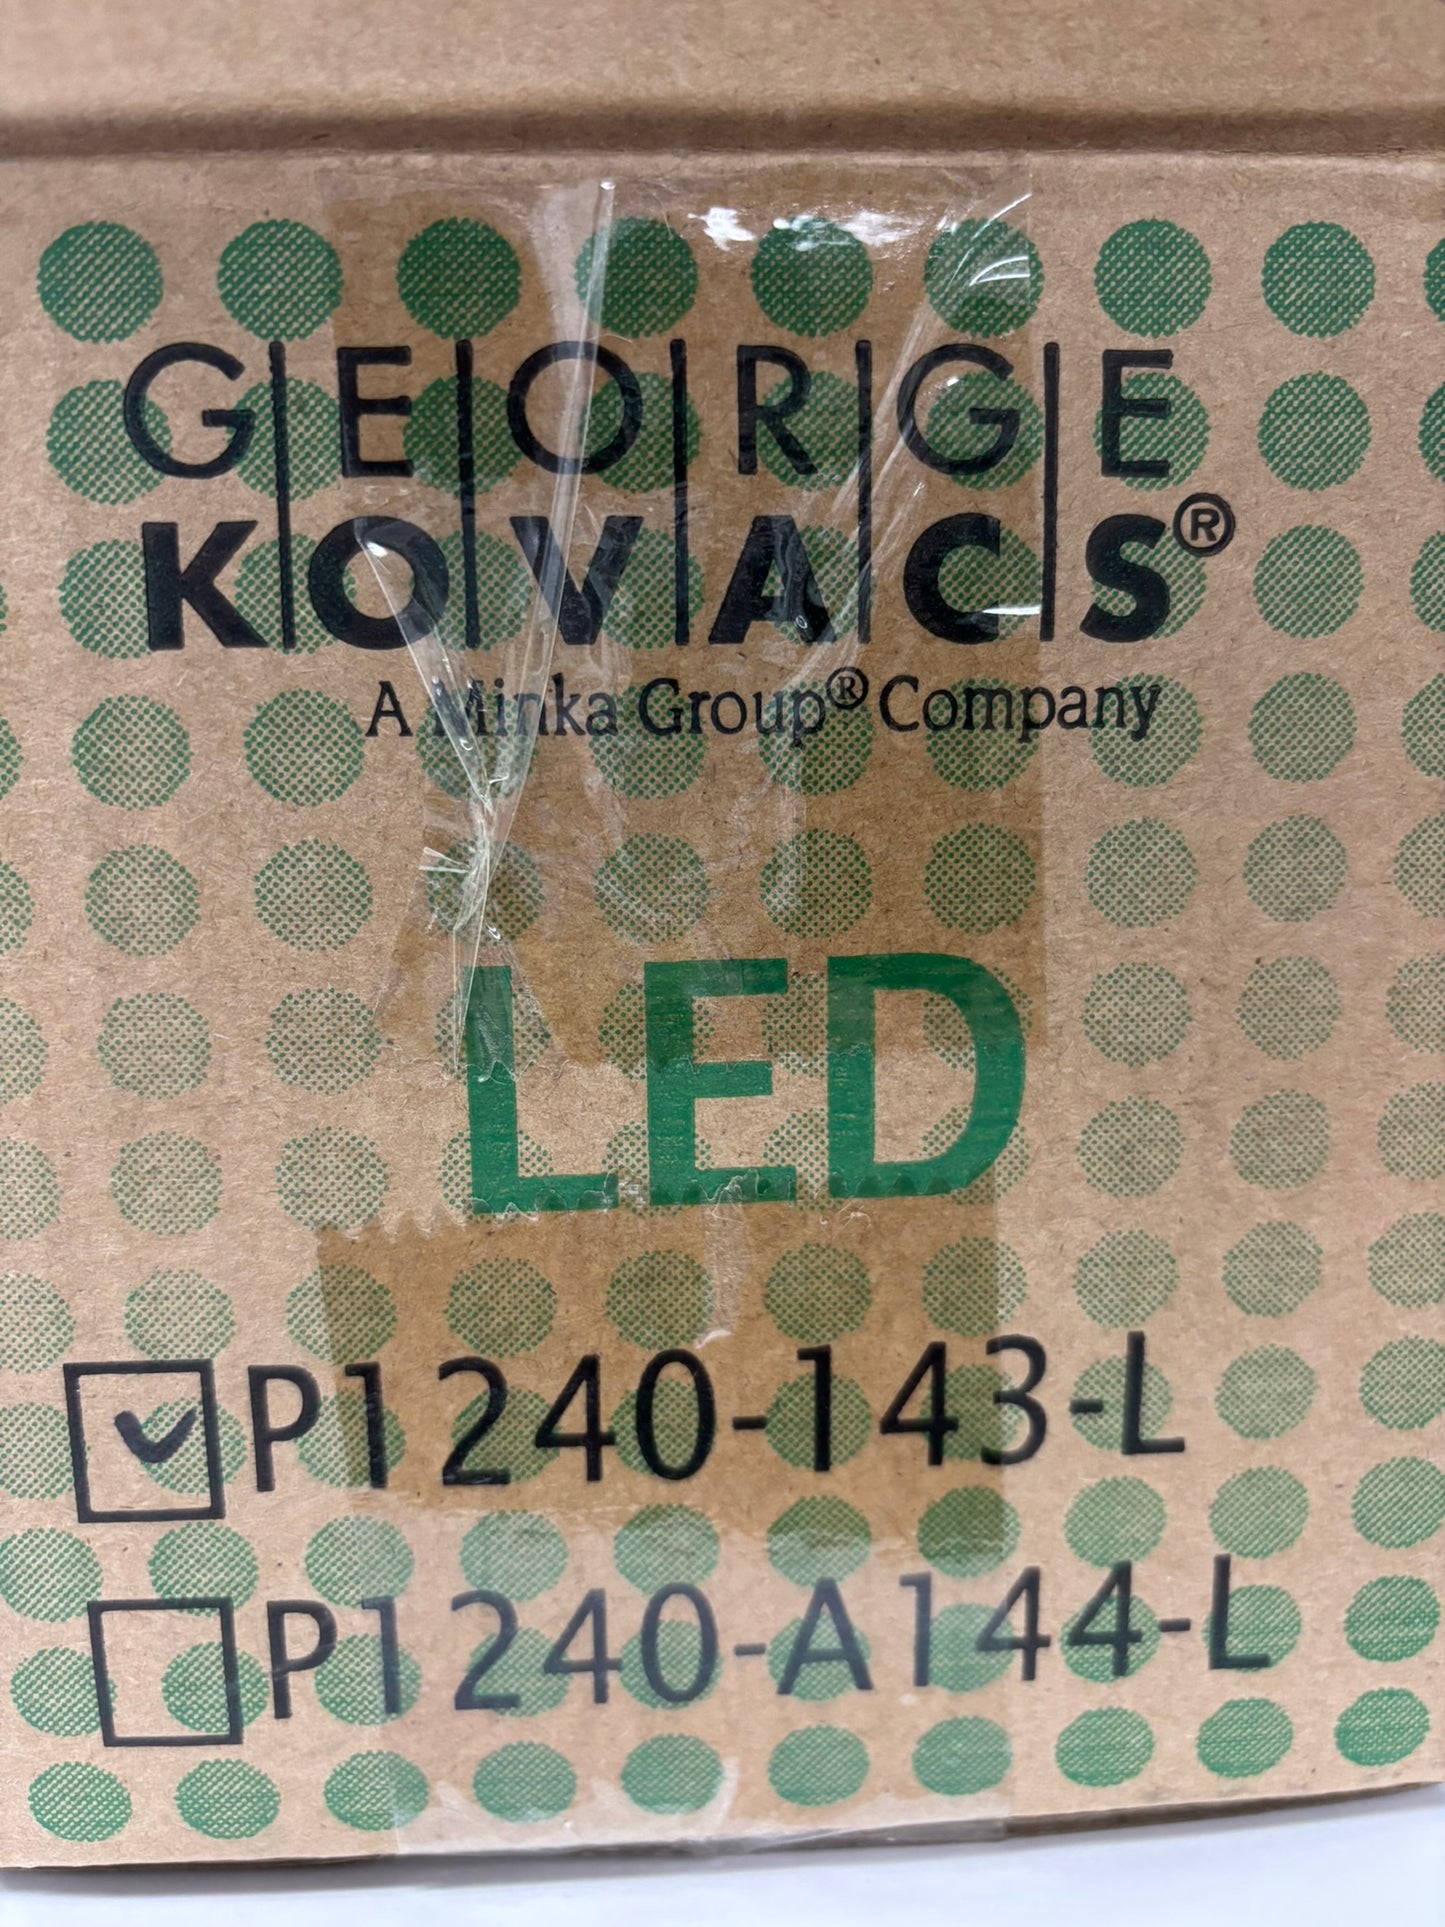 GEORGE
KOVACS®
A Minka Group® Company
LED
P1240-143-L
P1240-A144-L